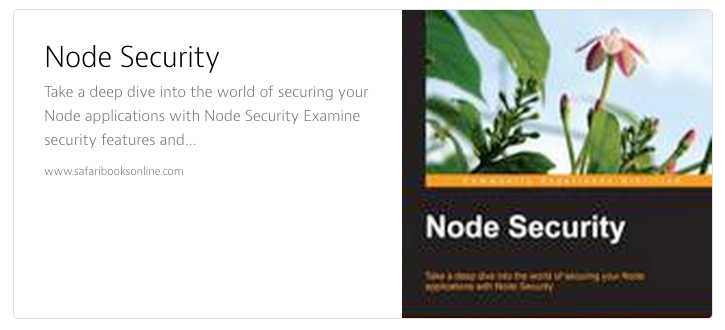 Node Security
Take a deep dive into the world of securing your
Node applications with Node Security Examine
security features and...
www.safaribooksonline.com
Node Security
Take a deep dive into the world of securing your Node
applications with Node Security